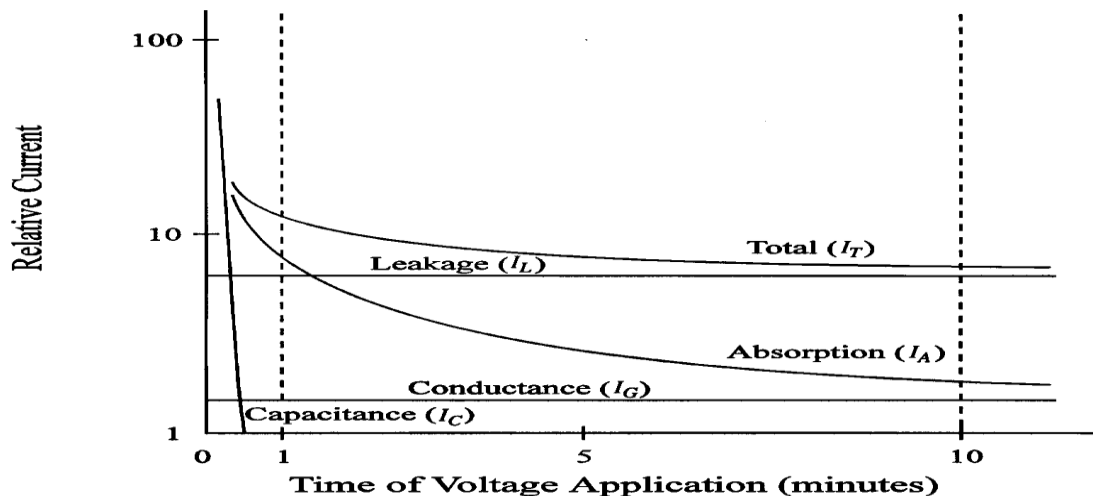 100
Relative Current
10
Total (I_T)
Leakage (I_L)
Absorption (I_A)
Conductance (I_G)
Capacitance (I_C)
1
0 1 5 10
Time of Voltage Application (minutes)